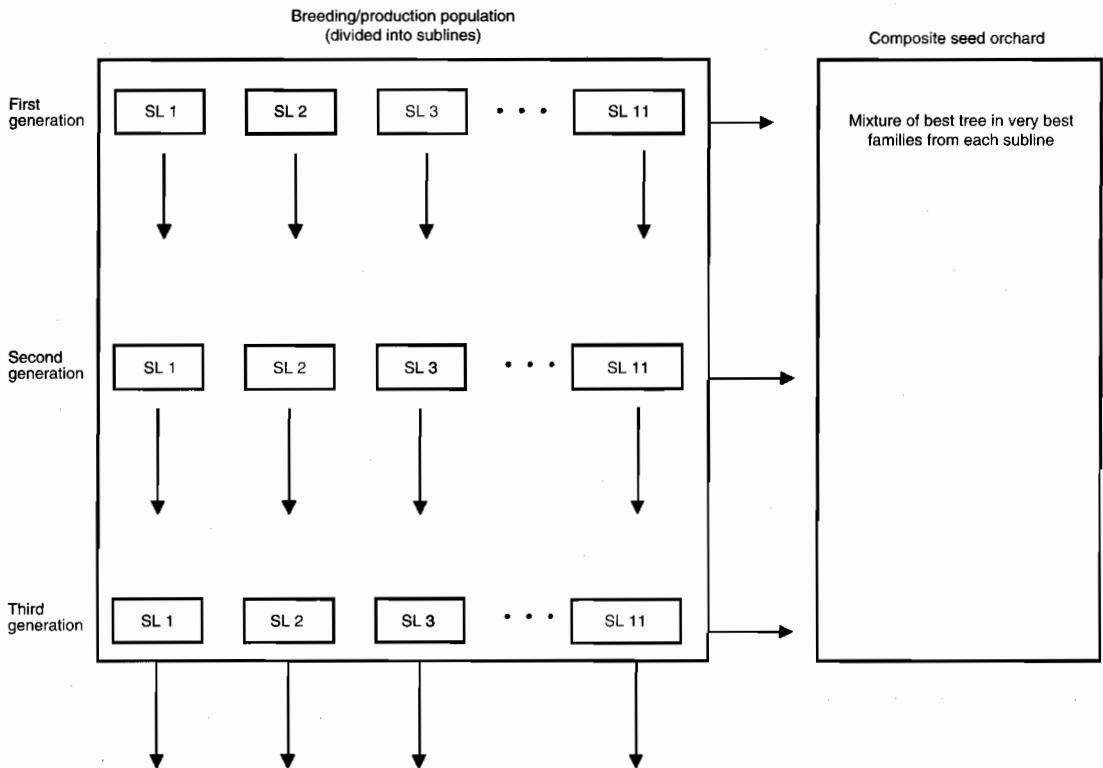 Breeding/production population
(divided into sublines)
Composite seed orchard
First
generation
SL 1
SL 2
SL 3
• • •
SL 11
Mixture of best tree in very best
families from each subline
Second
generation
SL 1
SL 2
SL 3
• • •
SL 11
Third
generation
SL 1
SL 2
SL 3
• • •
SL 11